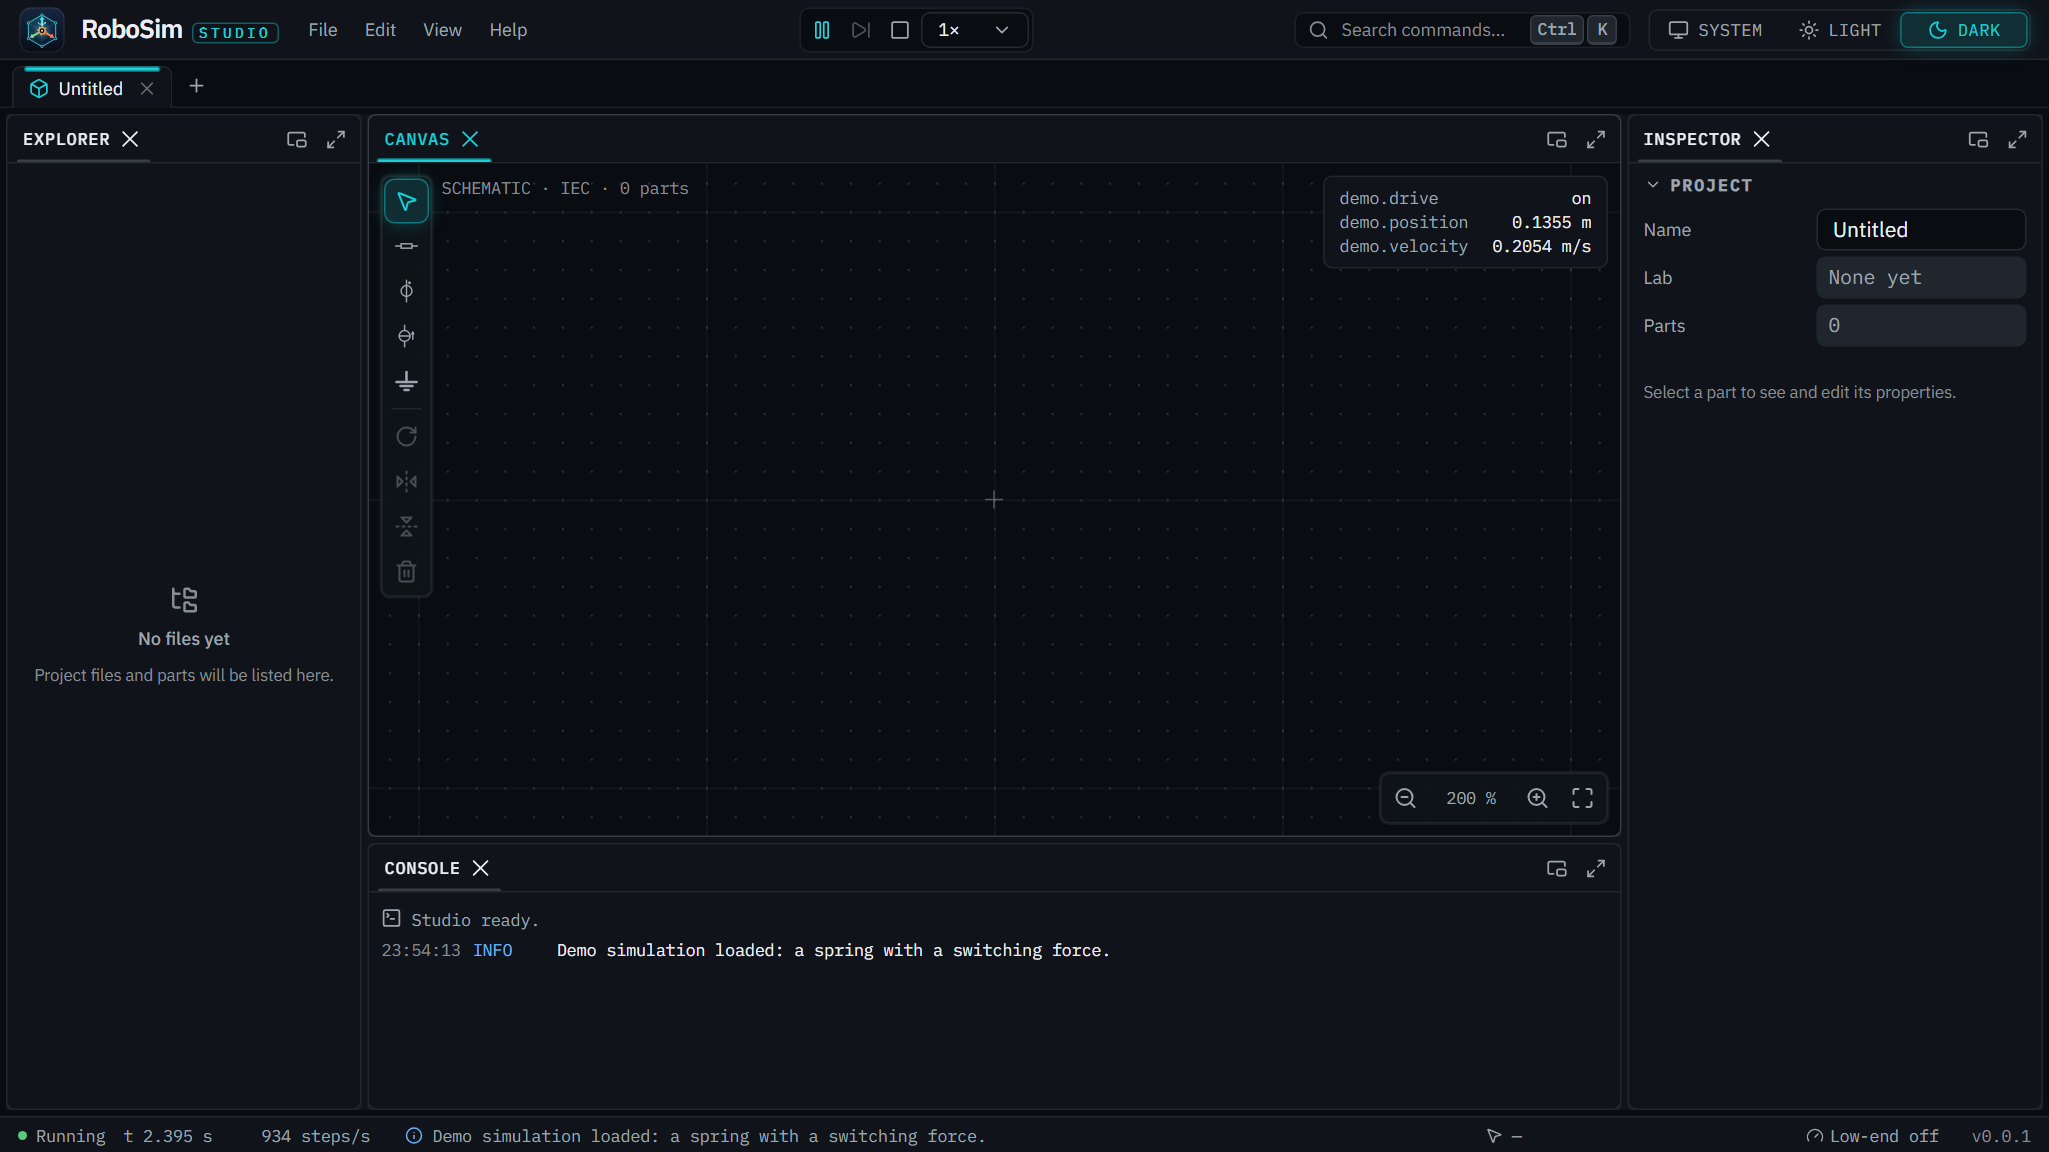 RoboSim STUDIO File Edit View Help 1× Search commands... Ctrl K SYSTEM LIGHT DARK
Untitled
EXPLORER
No files yet
Project files and parts will be listed here.
CANVAS
SCHEMATIC · IEC · 0 parts
demo.drive on
demo.position 0.1355 m
demo.velocity 0.2054 m/s
200 %
CONSOLE
Studio ready.
23:54:13 INFO Demo simulation loaded: a spring with a switching force.
INSPECTOR
PROJECT
Name Untitled
Lab None yet
Parts 0
Select a part to see and edit its properties.
Running t 2.395 s 934 steps/s Demo simulation loaded: a spring with a switching force. — Low-end off v0.0.1